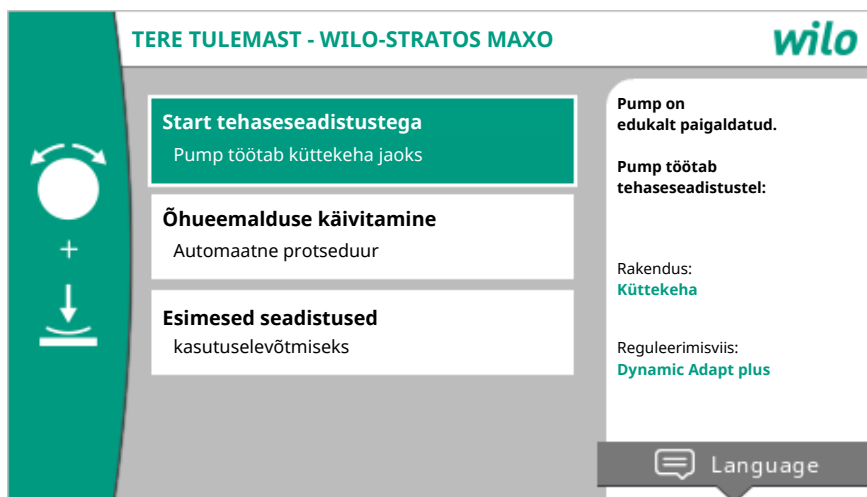 TERE TULEMAST - WILO-STRATOS MAXO
wilo
Start tehaseseadistustega
Pump töötab küttekeha jaoks
Õhueemalduse käivitamine
Automaatne protseduur
Esimesed seadistused
kasutuselevõtmiseks
+
Pump on
edukalt paigaldatud.
Pump töötab
tehaseseadistustel:
Rakendus:
Küttekeha
Reguleerimisviis:
Dynamic Adapt plus
Language